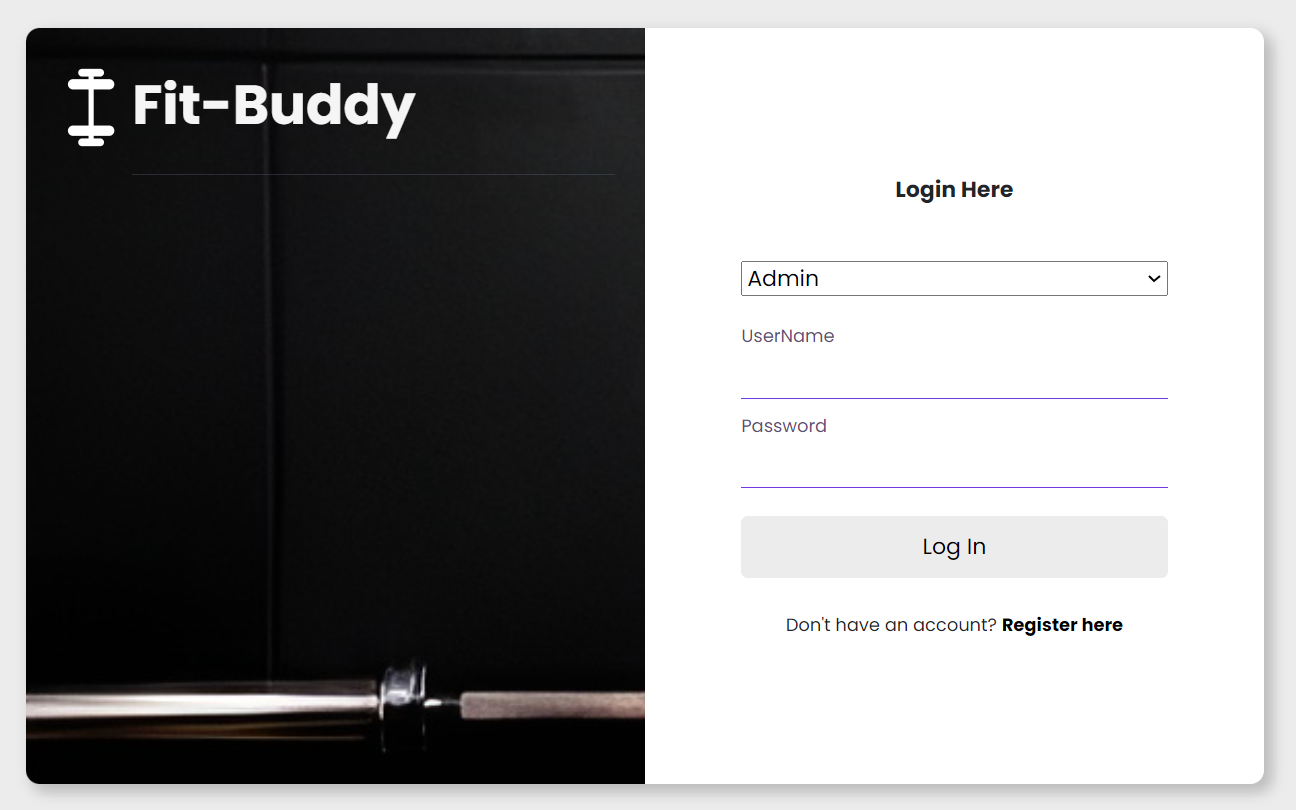 Fit-Buddy
Login Here
Admin
UserName
Password
Log In
Don't have an account? Register here